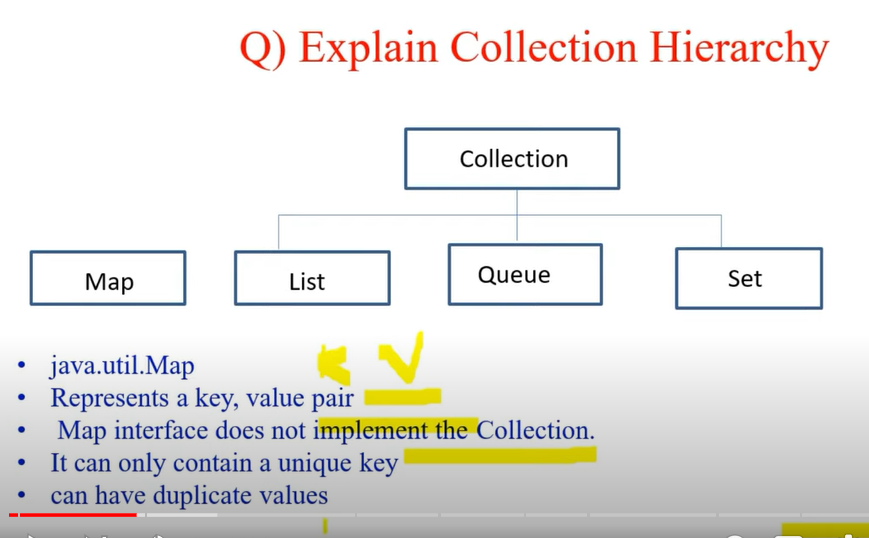 Q) Explain Collection Hierarchy
Collection
Map
List
Queue
Set
K V
• java.util.Map
• Represents a key, value pair
• Map interface does not implement the Collection.
• It can only contain a unique key
• can have duplicate values